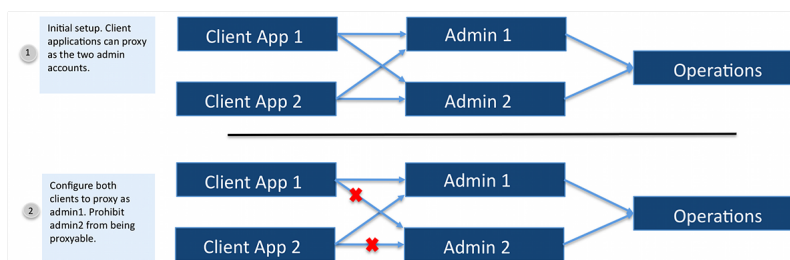 1
Initial setup. Client
applications can proxy
as the two admin
accounts.
Client App 1
Admin 1
Operations
Client App 2
Admin 2
2
Configure both
clients to proxy as
admin1. Prohibit
admin2 from being
proxyable.
Client App 1
Admin 1
Operations
Client App 2
Admin 2